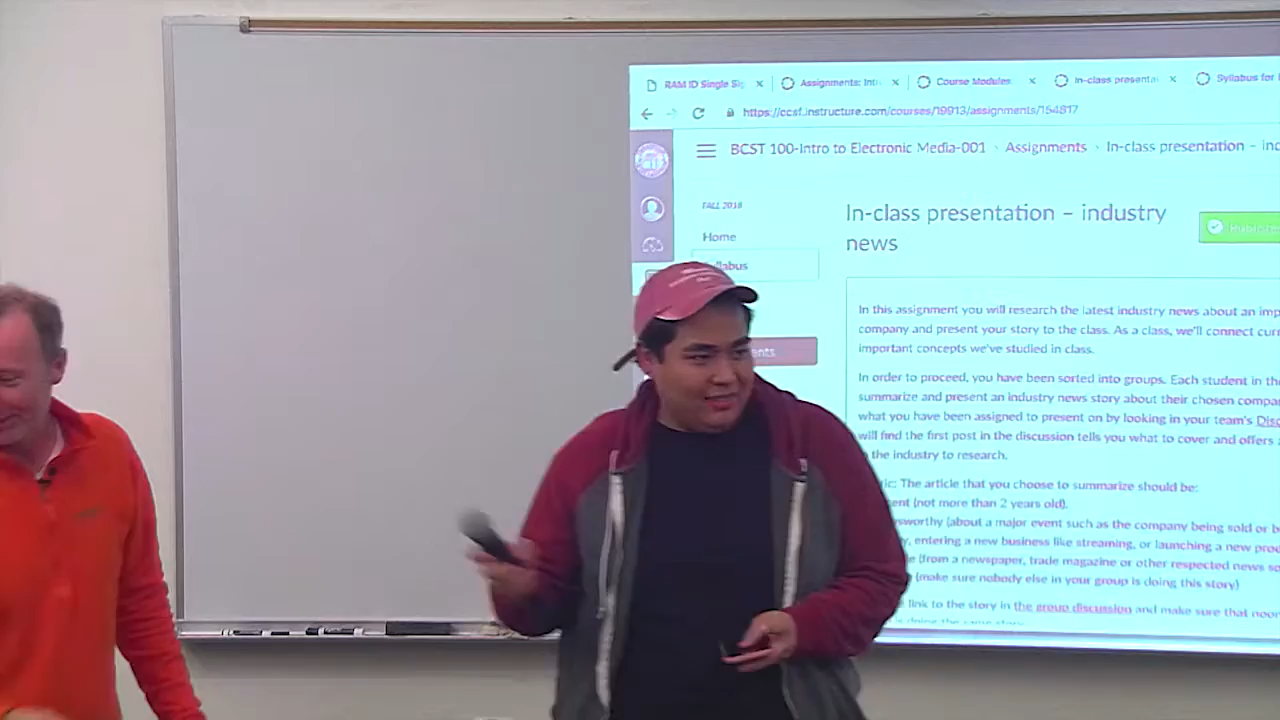 RAM ID Single Sig
Assignments: Intr
Course Modules:
In-class presentat
Syllabus for
https://ccsf.instructure.com/courses/19913/assignments/154817
BCST 100-Intro to Electronic Media-001 › Assignments › In-class presentation – ind
FALL 2018
Home
In-class presentation – industry
news
Published
In this assignment you will research the latest industry news about an imp
company and present your story to the class. As a class, we'll connect curr
important concepts we've studied in class.
In order to proceed, you have been sorted into groups. Each student in the
summarize and present an industry news story about their chosen compan
what you have been assigned to present on by looking in your team's Disc
will find the first post in the discussion tells you what to cover and offers
the industry to research.
The article that you choose to summarize should be:
(not more than 2 years old).
(about a major event such as the company being sold or b
entering a new business like streaming, or launching a new prod
(from a newspaper, trade magazine or other respected news so
(make sure nobody else in your group is doing this story)
link to the story in the group discussion and make sure that noon